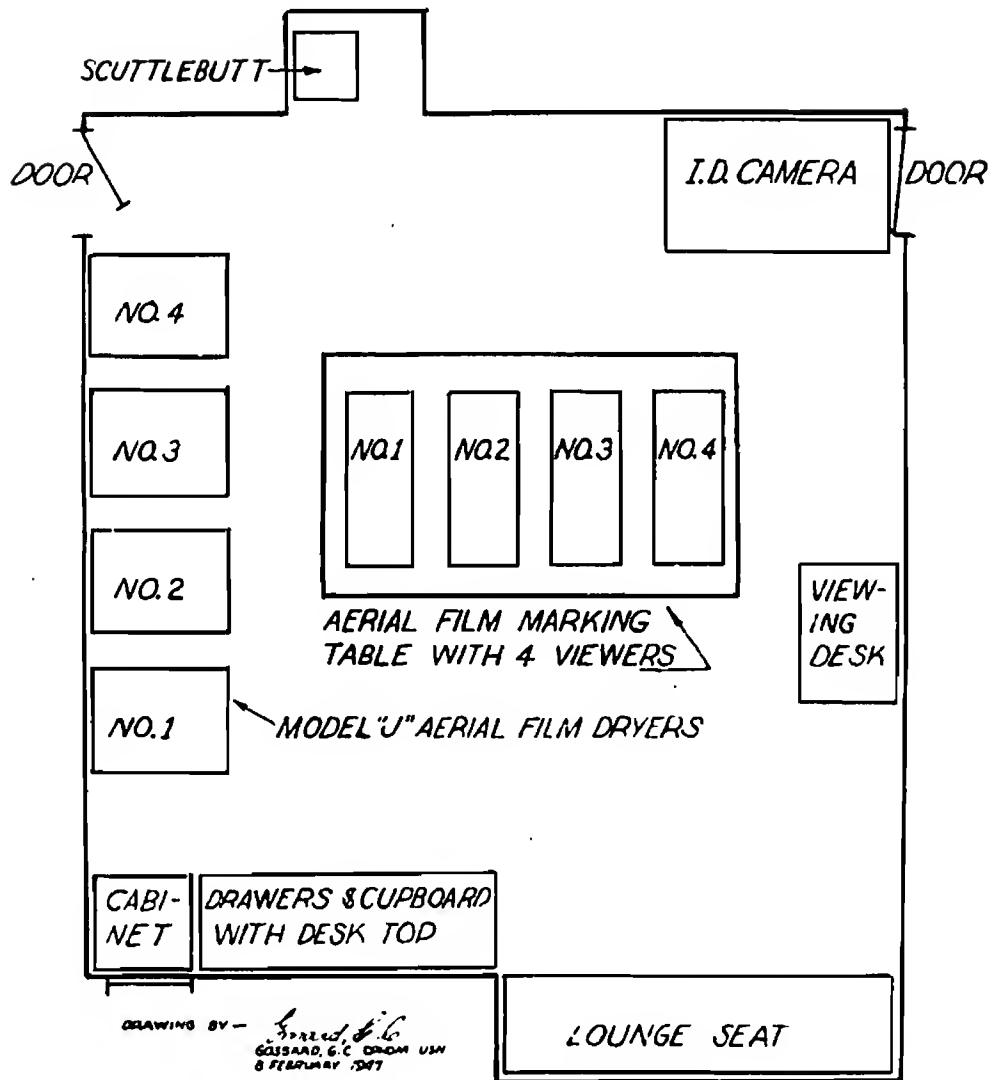 SCUTTLEBUTT
DOOR
I.D. CAMERA
DOOR
NO. 4
NO. 3
NO. 2
NO. 1
NO.1
NO.2
NO.3
NO.4
AERIAL FILM MARKING
TABLE WITH 4 VIEWERS
VIEW-
ING
DESK
MODEL "J" AERIAL FILM DRYERS
CABI-
NET
DRAWERS & CUPBOARD
WITH DESK TOP
LOUNGE SEAT
DRAWING BY —
GOSSARD, G.C. USN
8 FEBRUARY 1947